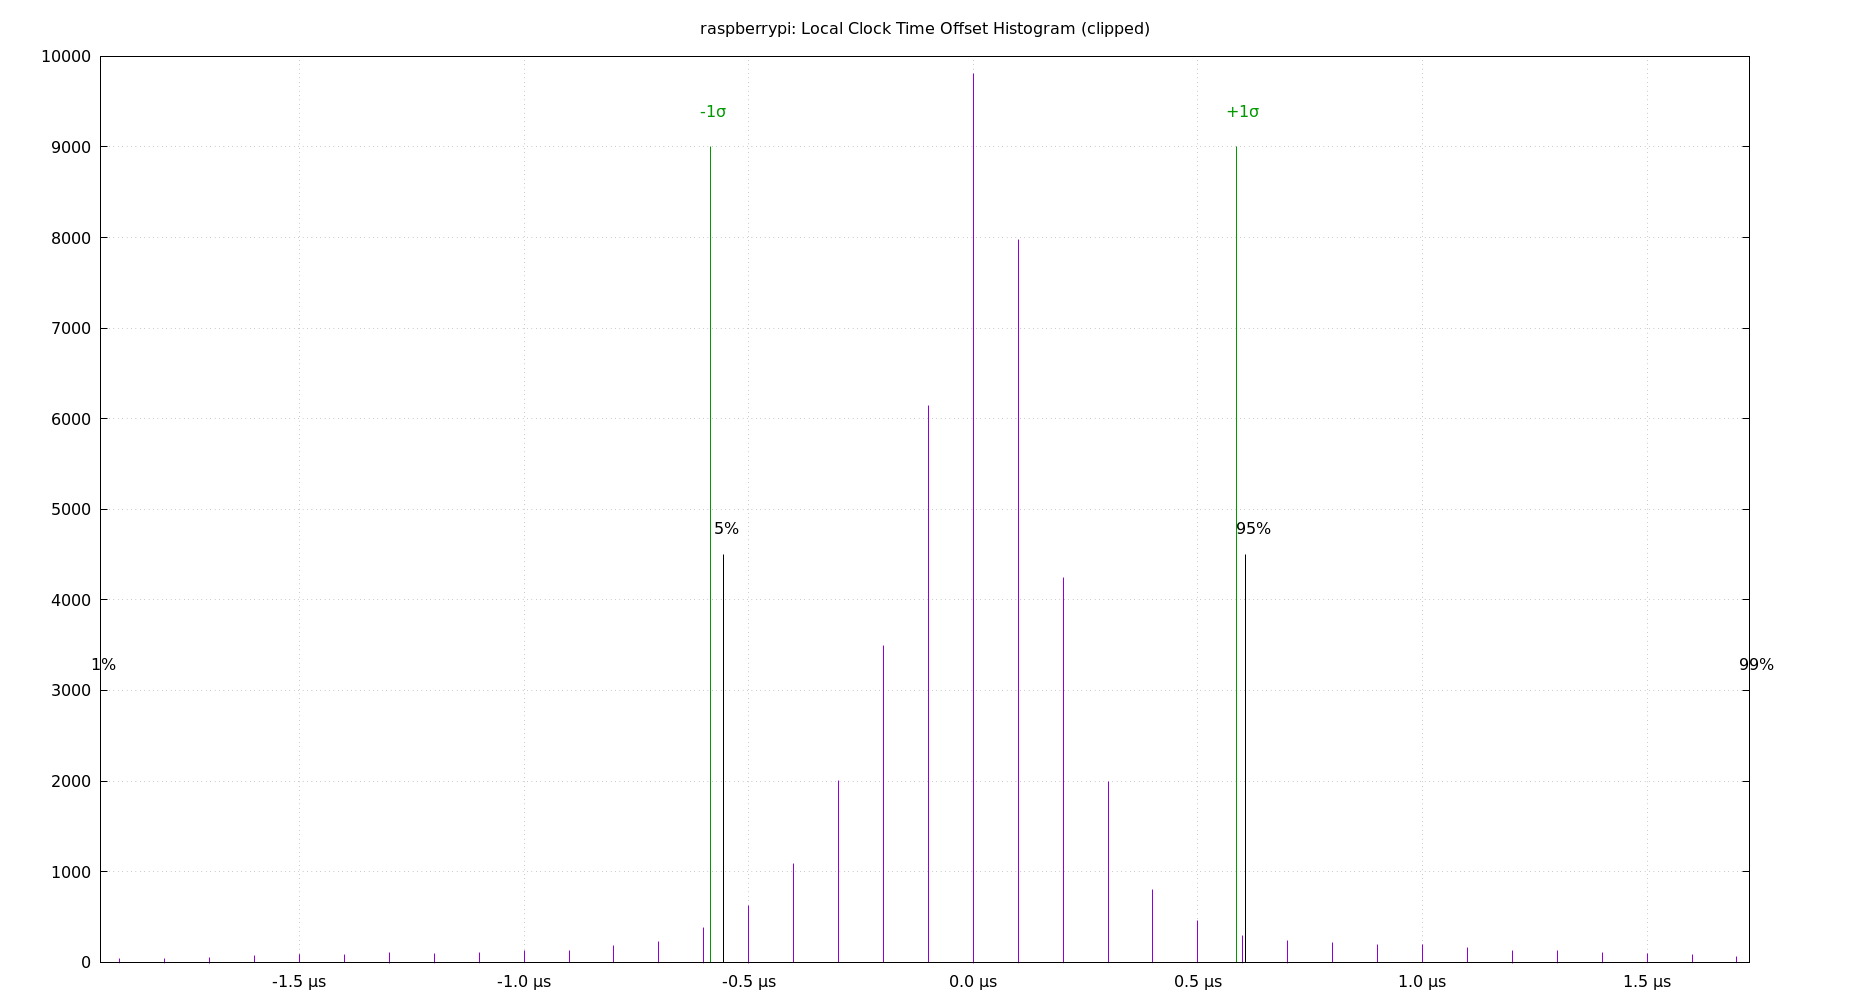 raspberrypi: Local Clock Time Offset Histogram (clipped)
10000
-1σ
+1σ
9000
8000
7000
6000
5000
5%
95%
4000
1%
99%
3000
2000
1000
0
-1.5 µs
-1.0 µs
-0.5 µs
0.0 µs
0.5 µs
1.0 µs
1.5 µs